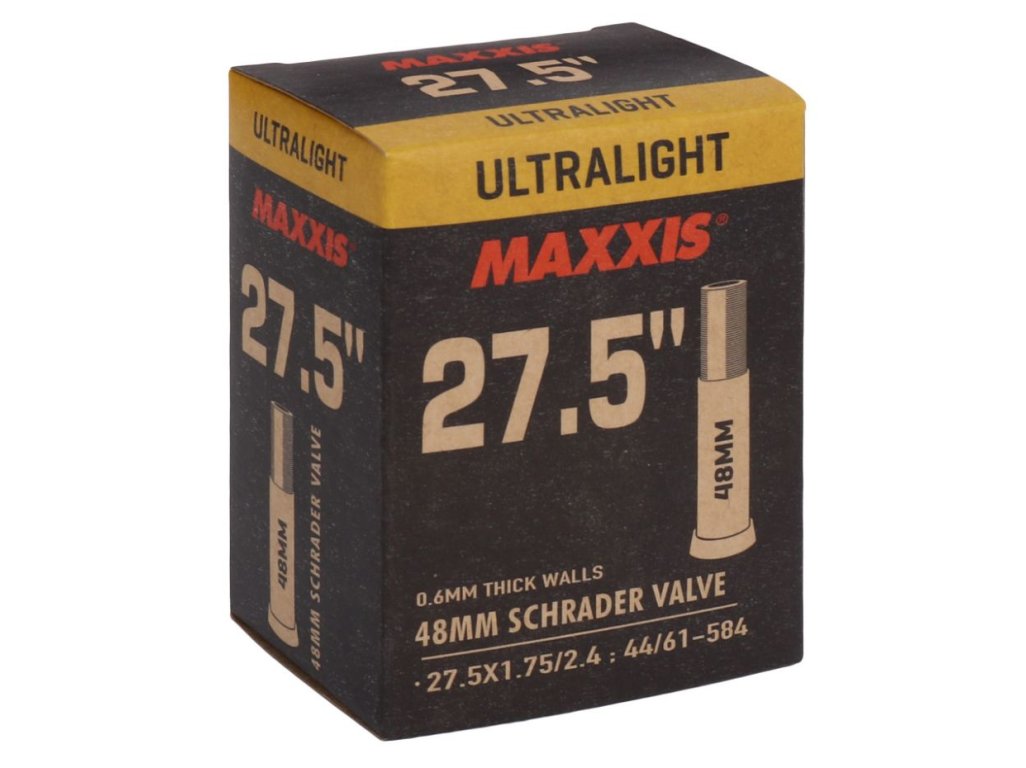 MAXXIS
27.5"
ULTRALIGHT
ULTRALIGHT
MAXXIS
27.5"
48MM
48MM SCHRADER VALVE
ULTRALIGHT
MAXXIS®
27.5"
48MM
0.6MM THICK WALLS
48MM SCHRADER VALVE
· 27.5X1.75/2.4 : 44/61-584